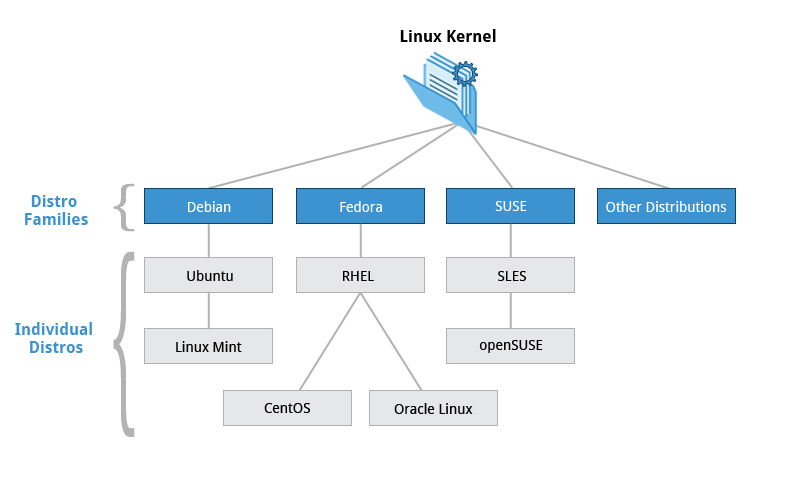 Linux Kernel
Distro
Families
Debian
Fedora
SUSE
Other Distributions
Individual
Distros
Ubuntu
RHEL
SLES
Linux Mint
openSUSE
CentOS
Oracle Linux